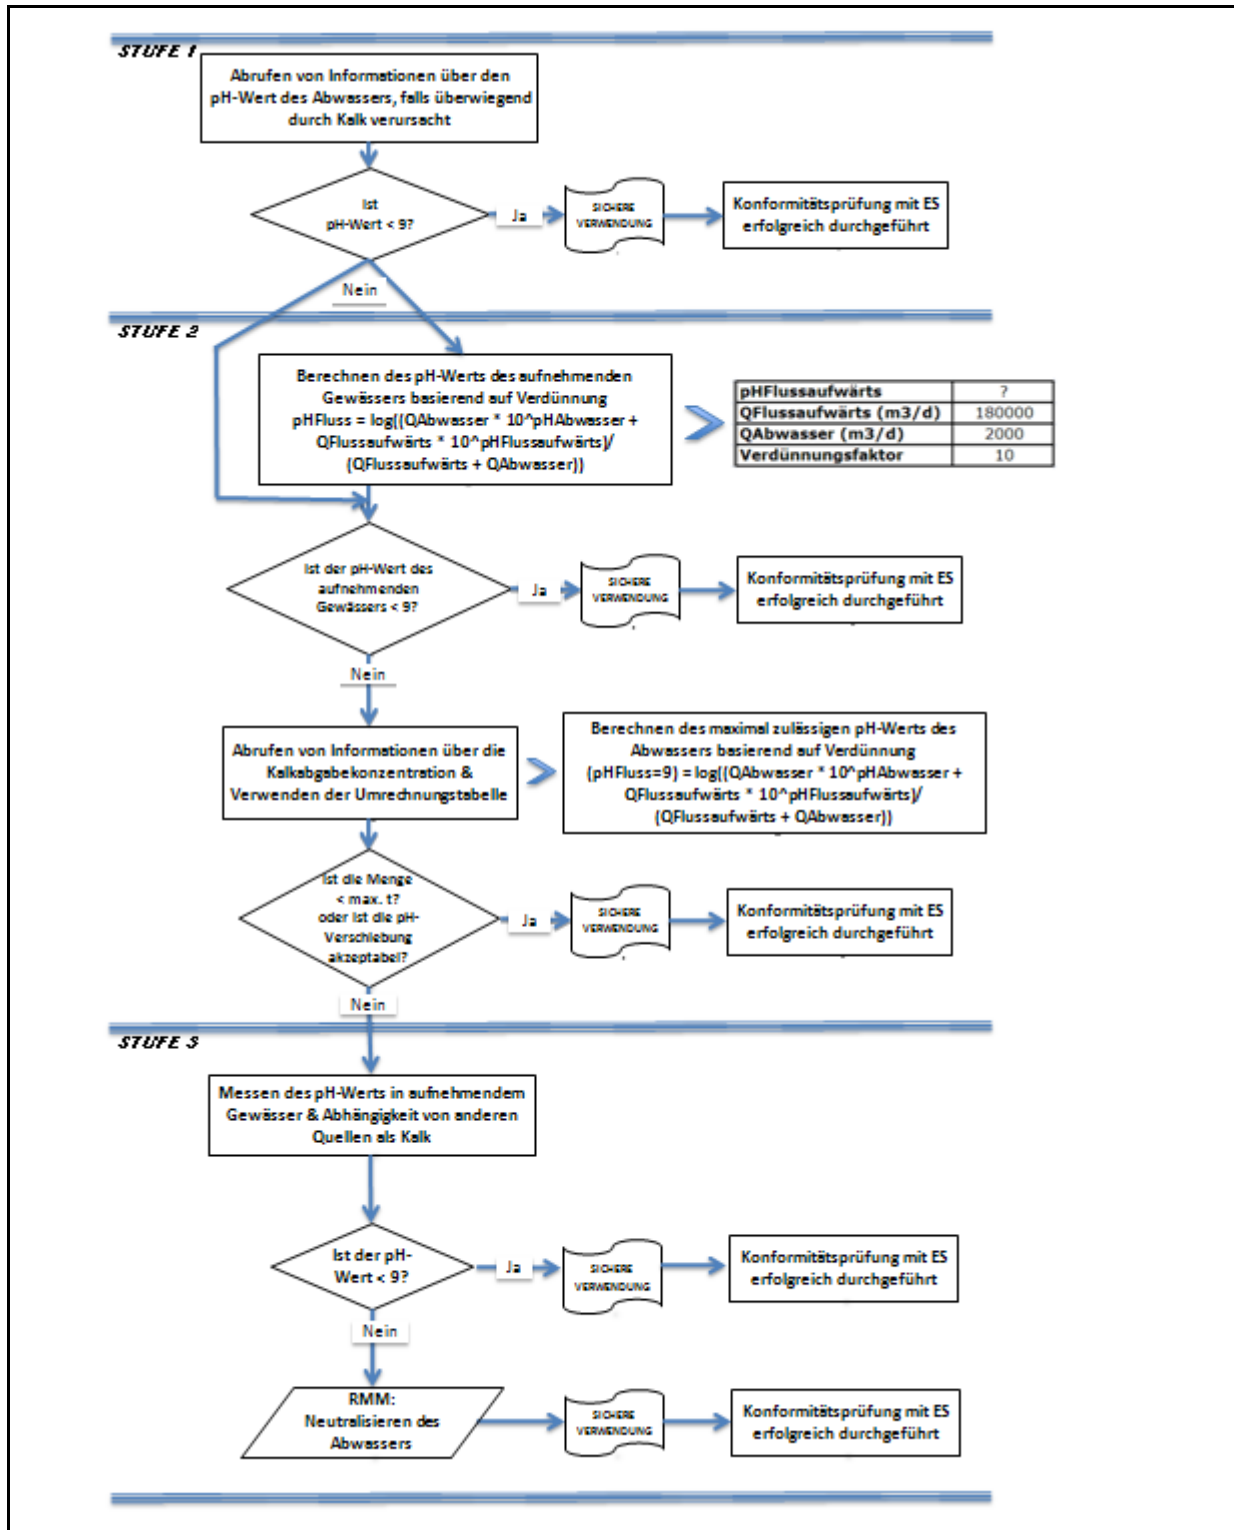 STUFE 1
Abrufen von Informationen über den
pH-Wert des Abwassers, falls überwiegend
durch Kalk verursacht
Ist
pH-Wert < 9?
Ja
SICHERE
VERWENDUNG
Konformitätsprüfung mit ES
erfolgreich durchgeführt
Nein
STUFE 2
Berechnen des pH-Werts des aufnehmenden
Gewässers basierend auf Verdünnung
pHFluss = log((QAbwasser * 10^pHAbwasser +
QFlussaufwärts * 10^pHFlussaufwärts)/
(QFlussaufwärts + QAbwasser))
pHFlussaufwärts ?
QFlussaufwärts (m3/d) 180000
QAbwasser (m3/d) 2000
Verdünnungsfaktor 10
Ist der pH-Wert des
aufnehmenden
Gewässers < 9?
Ja
SICHERE
VERWENDUNG
Konformitätsprüfung mit ES
erfolgreich durchgeführt
Nein
Abrufen von Informationen über die
Kalkabgabekonzentration &
Verwenden der Umrechnungstabelle
Berechnen des maximal zulässigen pH-Werts des
Abwassers basierend auf Verdünnung
(pHFluss=9) = log((QAbwasser * 10^pHAbwasser +
QFlussaufwärts * 10^pHFlussaufwärts)/
(QFlussaufwärts + QAbwasser))
Ist die Menge
< max. t?
oder ist die pH-
Verschiebung
akzeptabel?
Ja
SICHERE
VERWENDUNG
Konformitätsprüfung mit ES
erfolgreich durchgeführt
Nein
STUFE 3
Messen des pH-Werts in aufnehmendem
Gewässer & Abhängigkeit von anderen
Quellen als Kalk
Ist der pH-
Wert < 9?
Ja
SICHERE
VERWENDUNG
Konformitätsprüfung mit ES
erfolgreich durchgeführt
Nein
RMM:
Neutralisieren des
Abwassers
SICHERE
VERWENDUNG
Konformitätsprüfung mit ES
erfolgreich durchgeführt